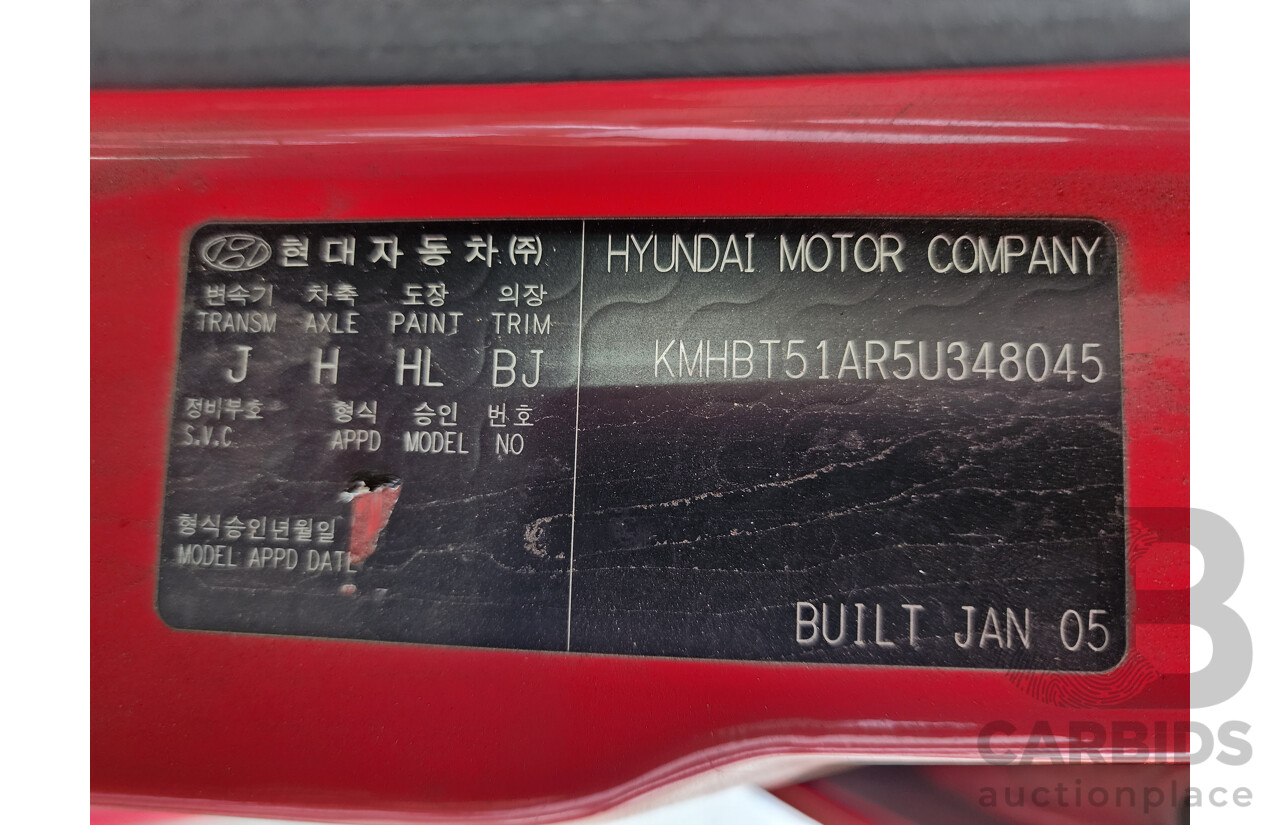 현대자동차㈜
변속기 차축 도장 의장
TRANSM AXLE PAINT TRIM
J H HL BJ
정비부호 형식 승인 번호
S.V.C APPD MODEL NO
형식승인년월일
MODEL APPD DATE
HYUNDAI MOTOR COMPANY
KMHBT51AR5U348045
BUILT JAN 05
B
CARBIDS
auctionplace